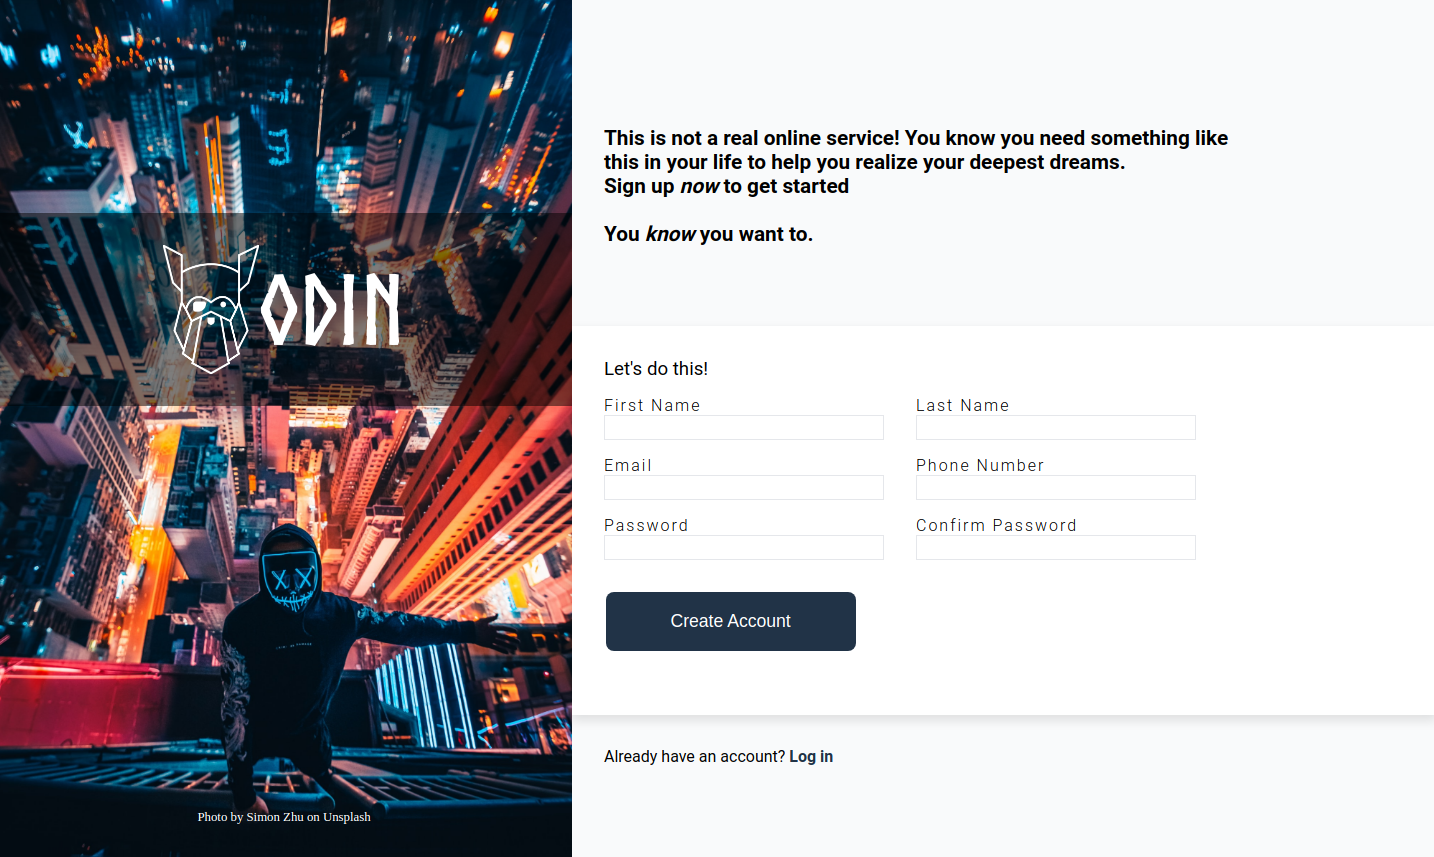 ODIN
Photo by Simon Zhu on Unsplash
This is not a real online service! You know you need something like
this in your life to help you realize your deepest dreams.
Sign up now to get started
You know you want to.
Let's do this!
First Name
Last Name
Email
Phone Number
Password
Confirm Password
Create Account
Already have an account? Log in